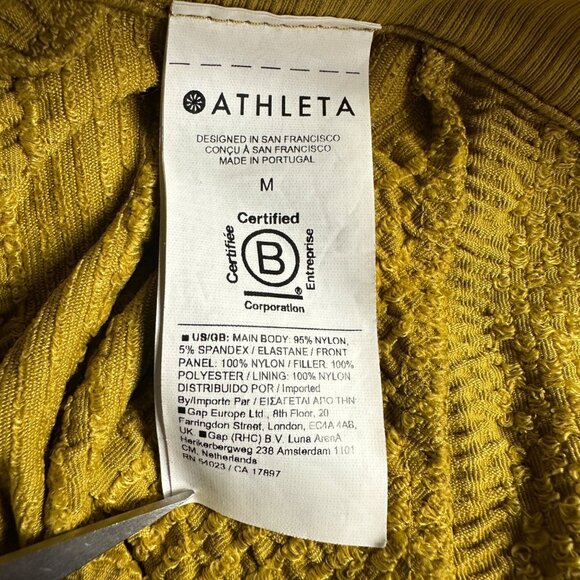 ATHLETA
DESIGNED IN SAN FRANCISCO
CONÇU À SAN FRANCISCO
MADE IN PORTUGAL
M
Certified
Certifiée
B
Entreprise
®
Corporation
■ US/GB: MAIN BODY: 95% NYLON,
5% SPANDEX / ELASTANE / FRONT
PANEL: 100% NYLON / FILLER: 100%
POLYESTER / LINING: 100% NYLON
DISTRIBUIDO POR / Imported
By/Importe Par / ΕΙΣΑΓΕΤΑΙ ΑΠΟ ΤΗΝ:
■ Gap Europe Ltd., 8th Floor, 20
Farringdon Street, London, EC4A 4AB,
UK ■ Gap (RHC) B.V. Luna ArenA
Herikerbergweg 238 Amsterdam 1101
CM, Netherlands
RN 54023 / CA 17897